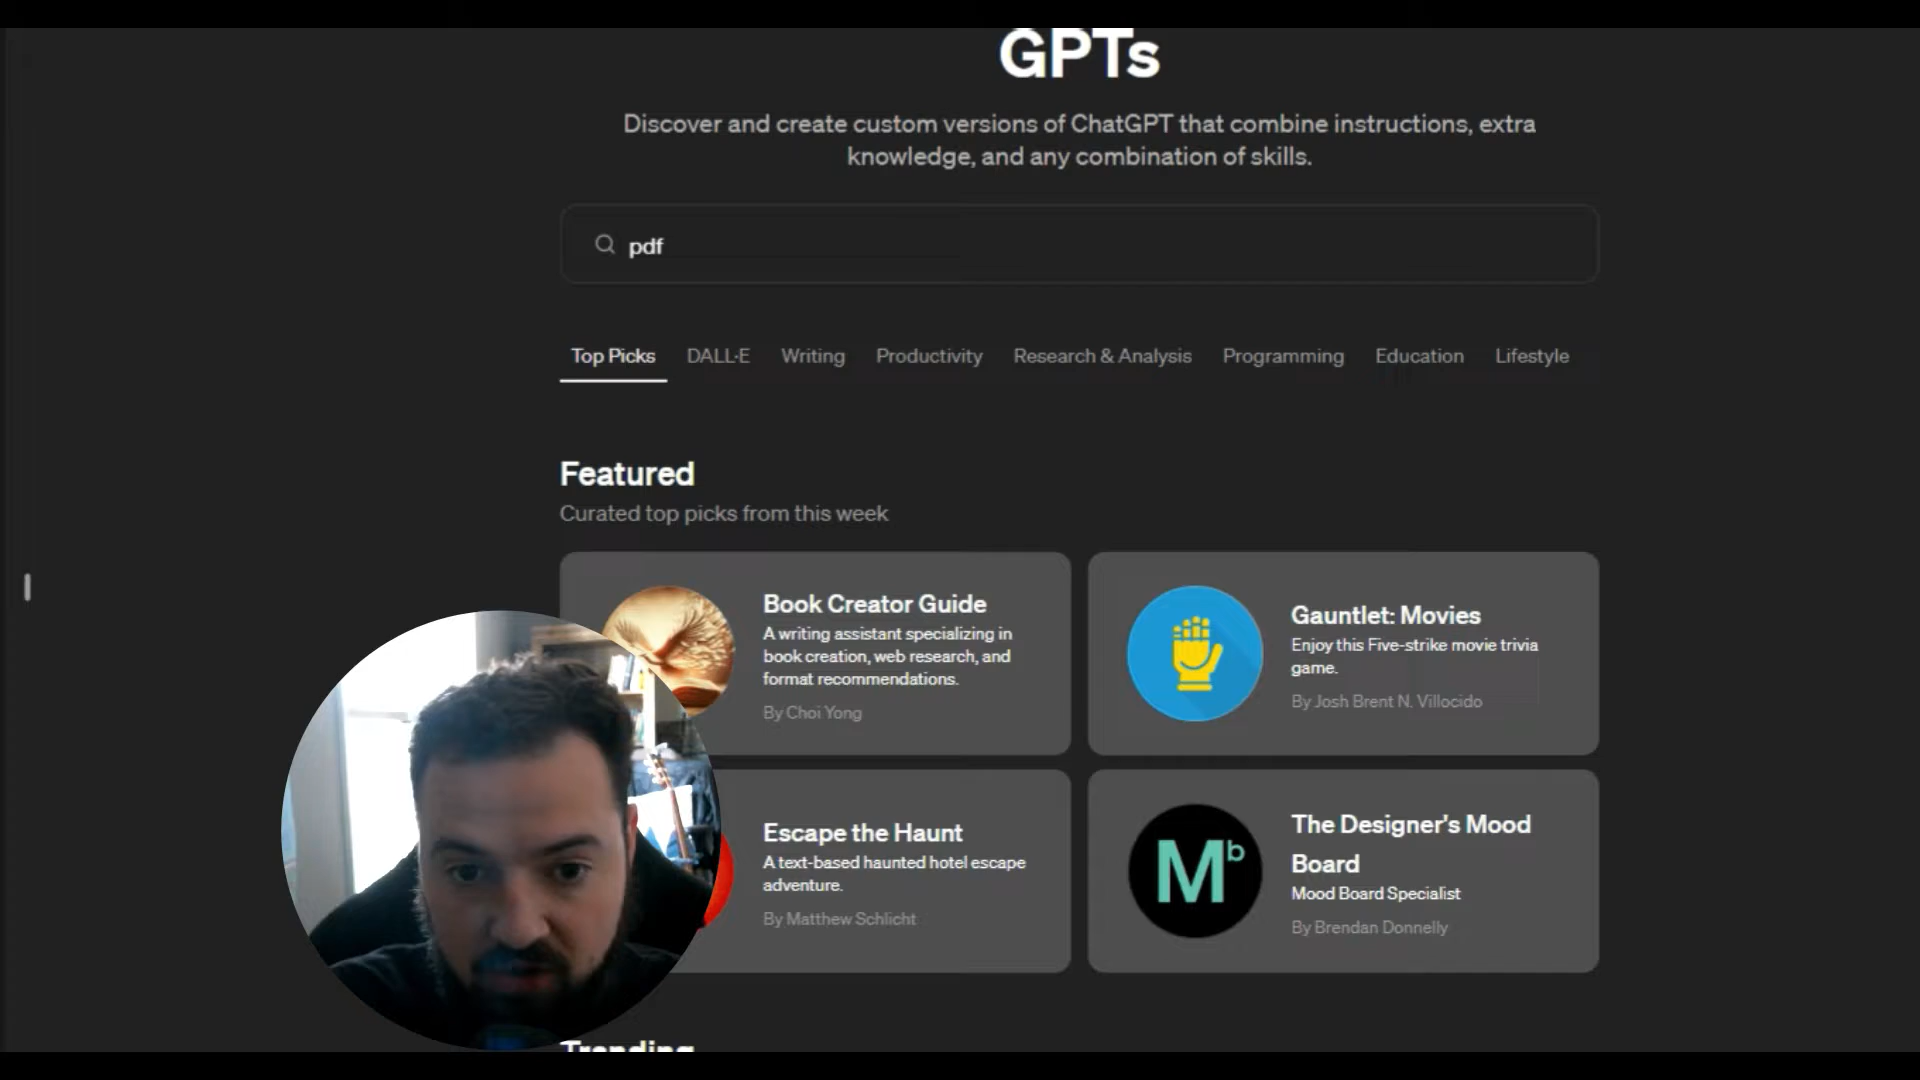 GPTs
Discover and create custom versions of ChatGPT that combine instructions, extra
knowledge, and any combination of skills.
pdf
Top Picks DALL·E Writing Productivity Research & Analysis Programming Education Lifestyle
Featured
Curated top picks from this week
Book Creator Guide
A writing assistant specializing in
book creation, web research, and
format recommendations.
By Choi Yong
Gauntlet: Movies
Enjoy this Five-strike movie trivia
game.
By Josh Brent N. Villocido
Escape the Haunt
A text-based haunted hotel escape
adventure.
By Matthew Schlicht
Mb
The Designer's Mood
Board
Mood Board Specialist
By Brendan Donnelly
Trending